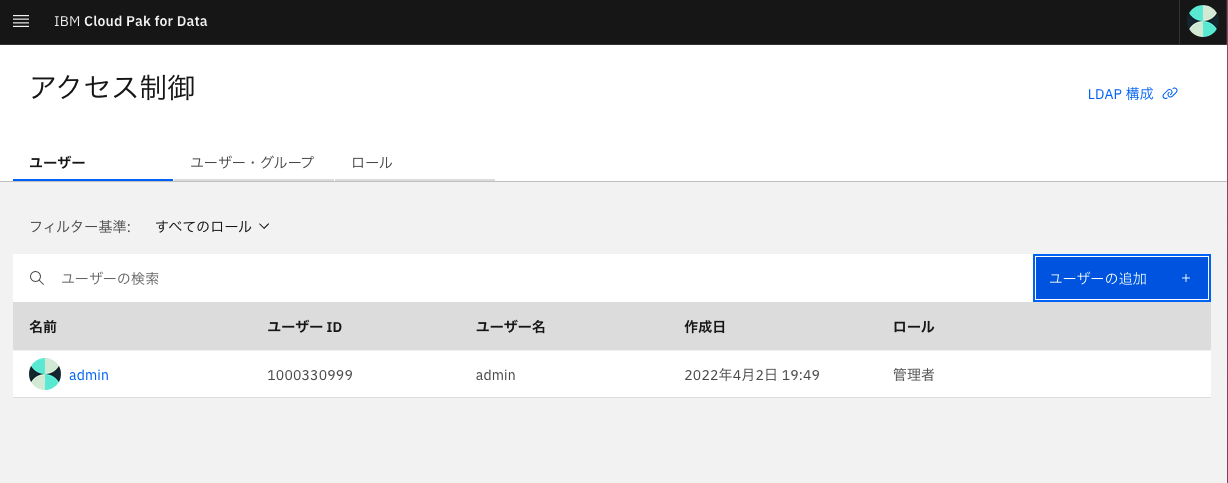 IBM Cloud Pak for Data
アクセス制御
LDAP 構成
ユーザー ユーザー・グループ ロール
フィルター基準: すべてのロール
ユーザーの検索 ユーザーの追加 +
名前 ユーザー ID ユーザー名 作成日 ロール
admin 1000330999 admin 2022年4月2日 19:49 管理者